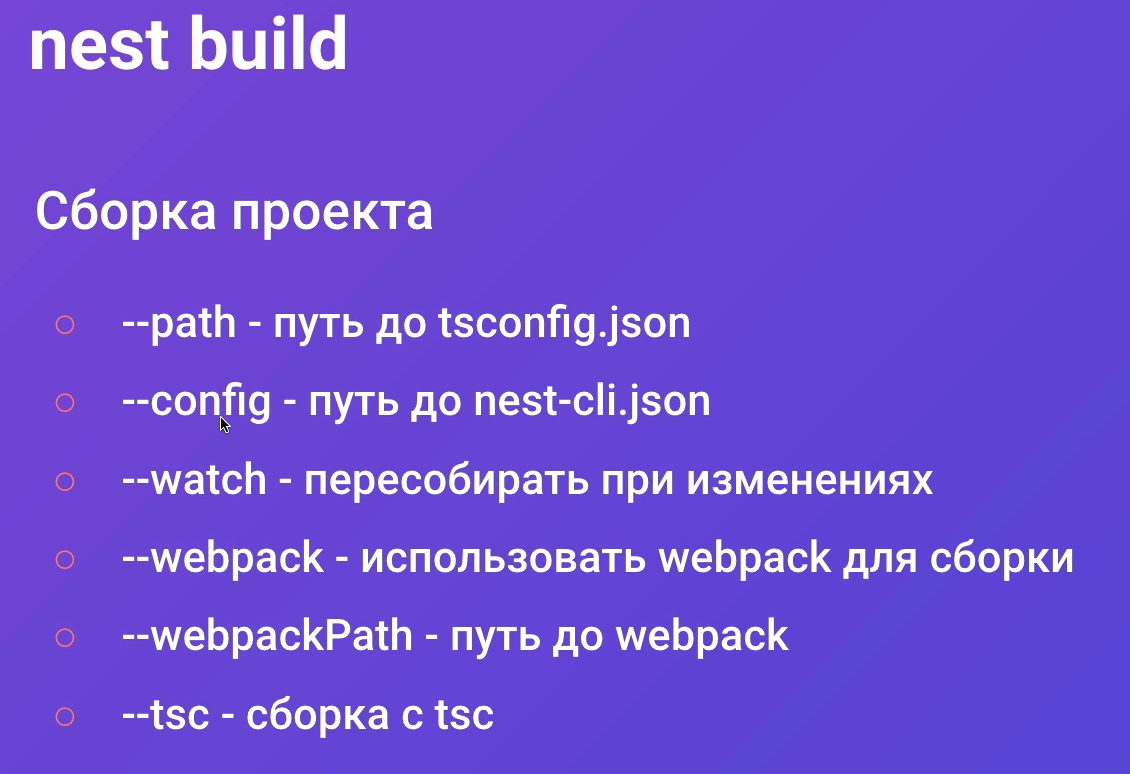 nest build
Сборка проекта
--path - путь до tsconfig.json
--config - путь до nest-cli.json
--watch - пересобирать при изменениях
--webpack - использовать webpack для сборки
--webpackPath - путь до webpack
--tsc - сборка с tsc